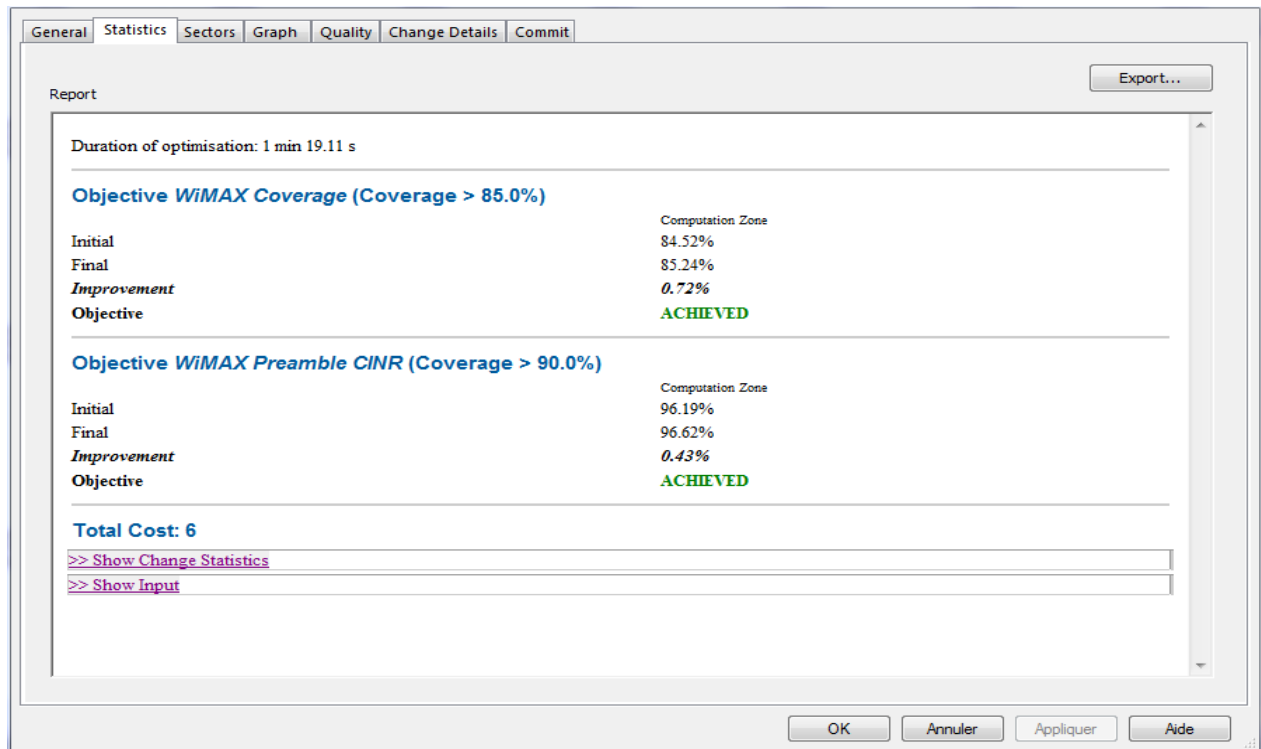 General Statistics Sectors Graph Quality Change Details Commit
Export...
Report
Duration of optimisation: 1 min 19.11 s
Objective WiMAX Coverage (Coverage > 85.0%)
Computation Zone
Initial 84.52%
Final 85.24%
Improvement 0.72%
Objective ACHIEVED
Objective WiMAX Preamble CINR (Coverage > 90.0%)
Computation Zone
Initial 96.19%
Final 96.62%
Improvement 0.43%
Objective ACHIEVED
Total Cost: 6
>> Show Change Statistics
>> Show Input
OK Annuler Appliquer Aide